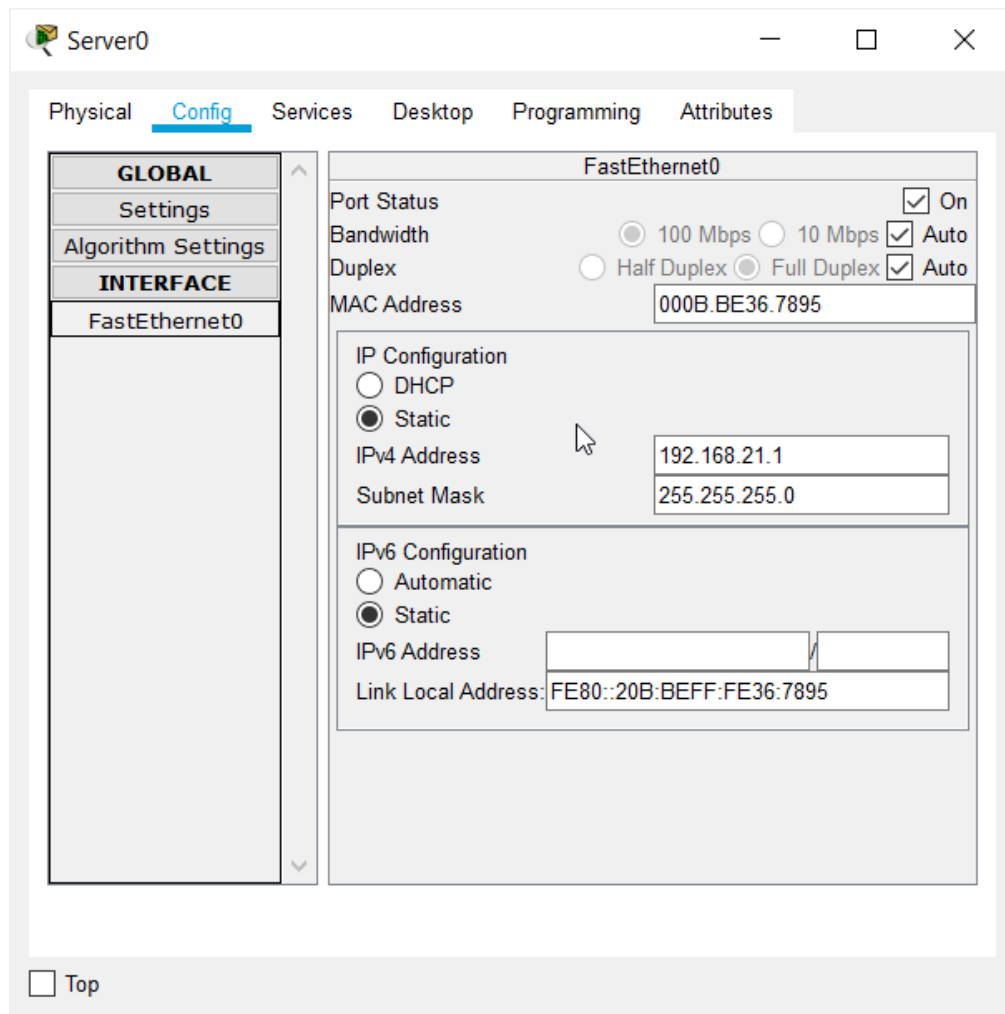 Server0
Physical Config Services Desktop Programming Attributes
GLOBAL
Settings
Algorithm Settings
INTERFACE
FastEthernet0
FastEthernet0
Port Status On
Bandwidth 100 Mbps 10 Mbps Auto
Duplex Half Duplex Full Duplex Auto
MAC Address 000B.BE36.7895
IP Configuration
DHCP
Static
IPv4 Address 192.168.21.1
Subnet Mask 255.255.255.0
IPv6 Configuration
Automatic
Static
IPv6 Address /
Link Local Address: FE80::20B:BEFF:FE36:7895
Top